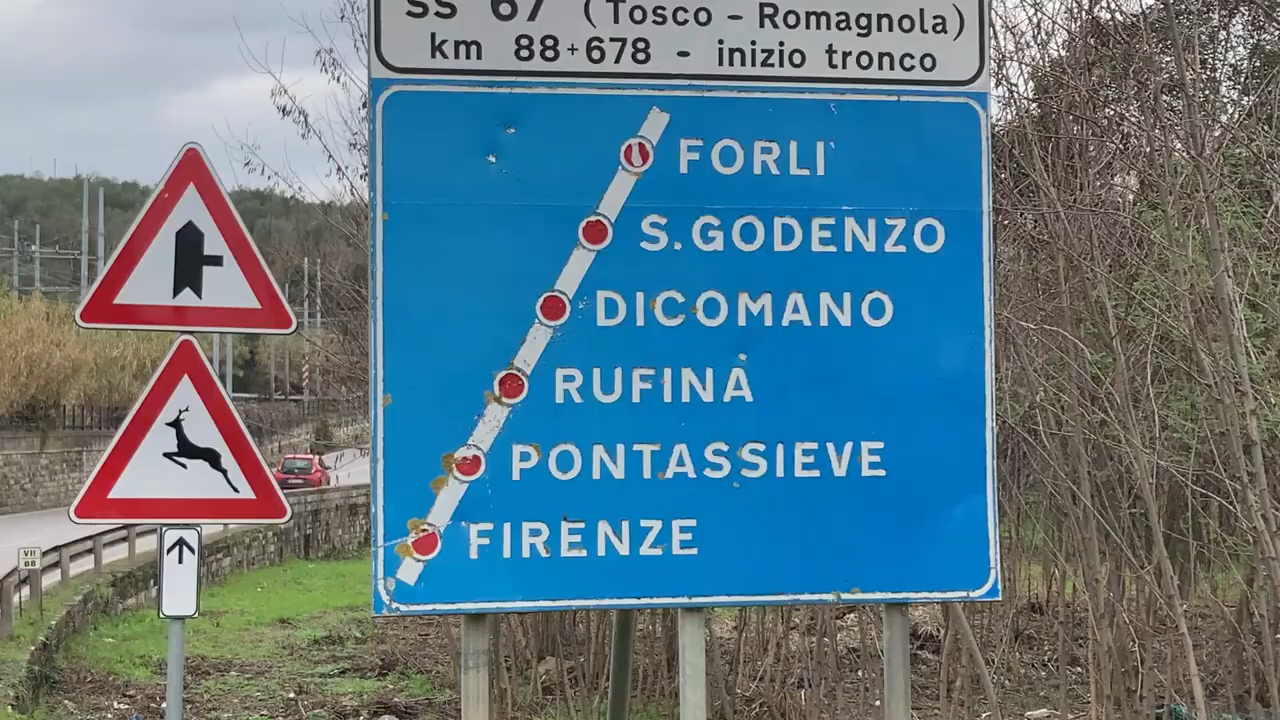 SS 67 (Tosco - Romagnola)
km 88+678 - inizio tronco
FORLI'
S.GODENZO
DICOMANO
RUFINA
PONTASSIEVE
FIRENZE
VII
88